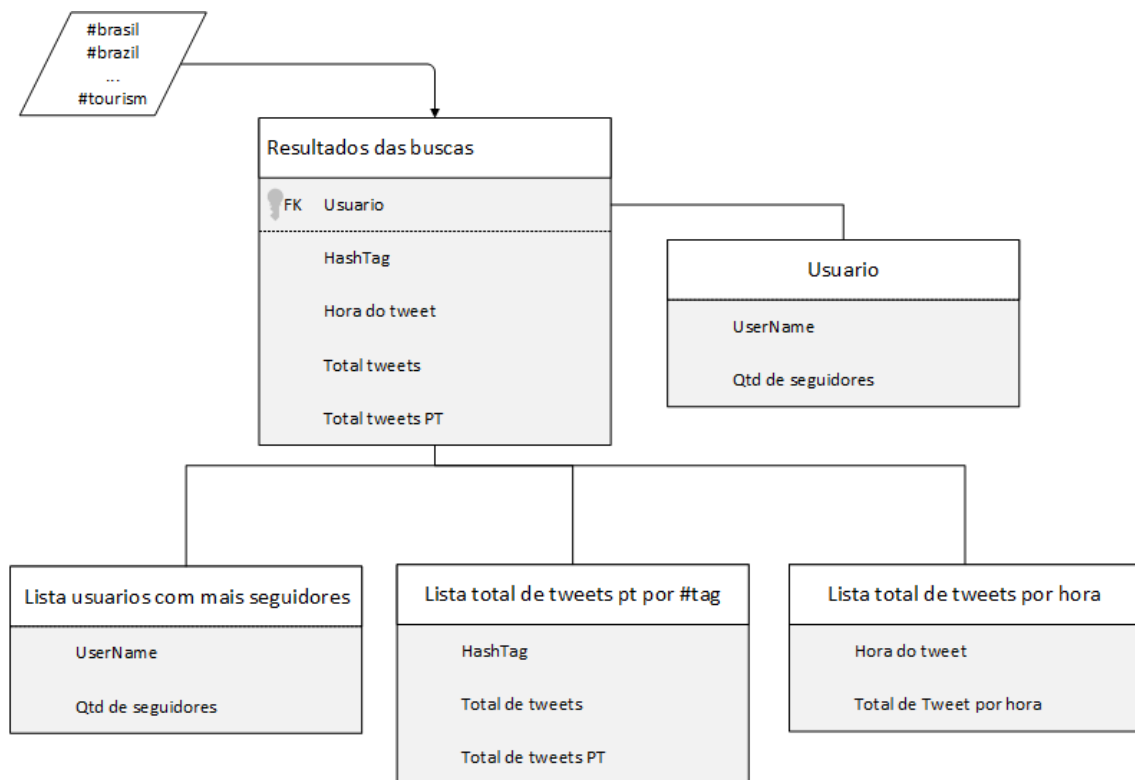 #brasil
#brazil
...
#tourism
Resultados das buscas
FK Usuario
HashTag
Hora do tweet
Total tweets
Total tweets PT
Usuario
UserName
Qtd de seguidores
Lista usuarios com mais seguidores
UserName
Qtd de seguidores
Lista total de tweets pt por #tag
HashTag
Total de tweets
Total de tweets PT
Lista total de tweets por hora
Hora do tweet
Total de Tweet por hora